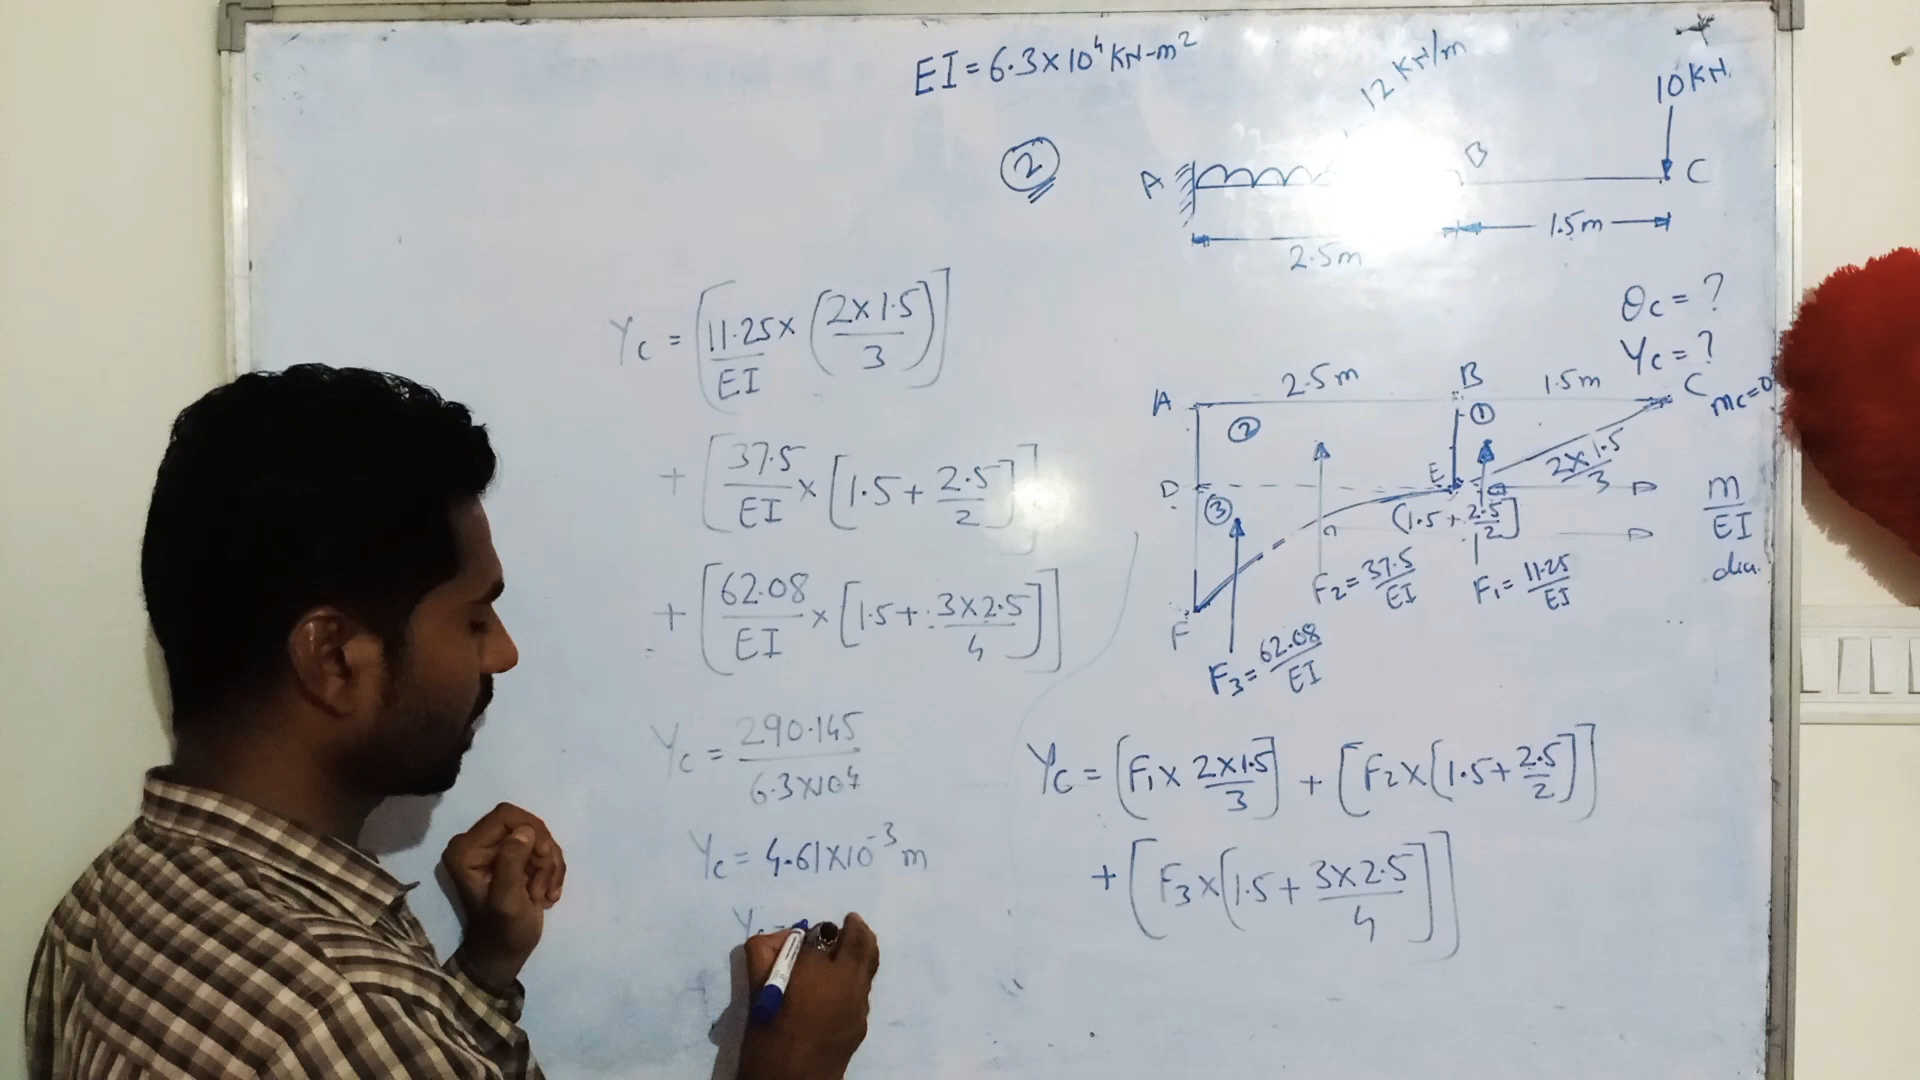 EI = 6.3×10⁴ KN-m²
②
12 KN/m
10 KN
A
B
C
2.5m
1.5m
θc = ?
Yc = ?
A
2.5m
B
1.5m
C
mc=0
①
②
③
D
E
F
2×1.5/3
(1.5 + 2.5/2]
m/EI
dia.
F₁ = 11.25/EI
F₂ = 37.5/EI
F₃ = 62.08/EI
Yc = [11.25/EI × (2×1.5/3)]
+ [37.5/EI × [1.5 + 2.5/2]]
+ [62.08/EI × [1.5 + 3×2.5/4]]
Yc = 290.145/6.3×10⁴
Yc = 4.61×10⁻³ m
Yc =
Yc = [F₁ × 2×1.5/3] + [F₂ × (1.5 + 2.5/2]]
+ [F₃ × (1.5 + 3×2.5/4]]